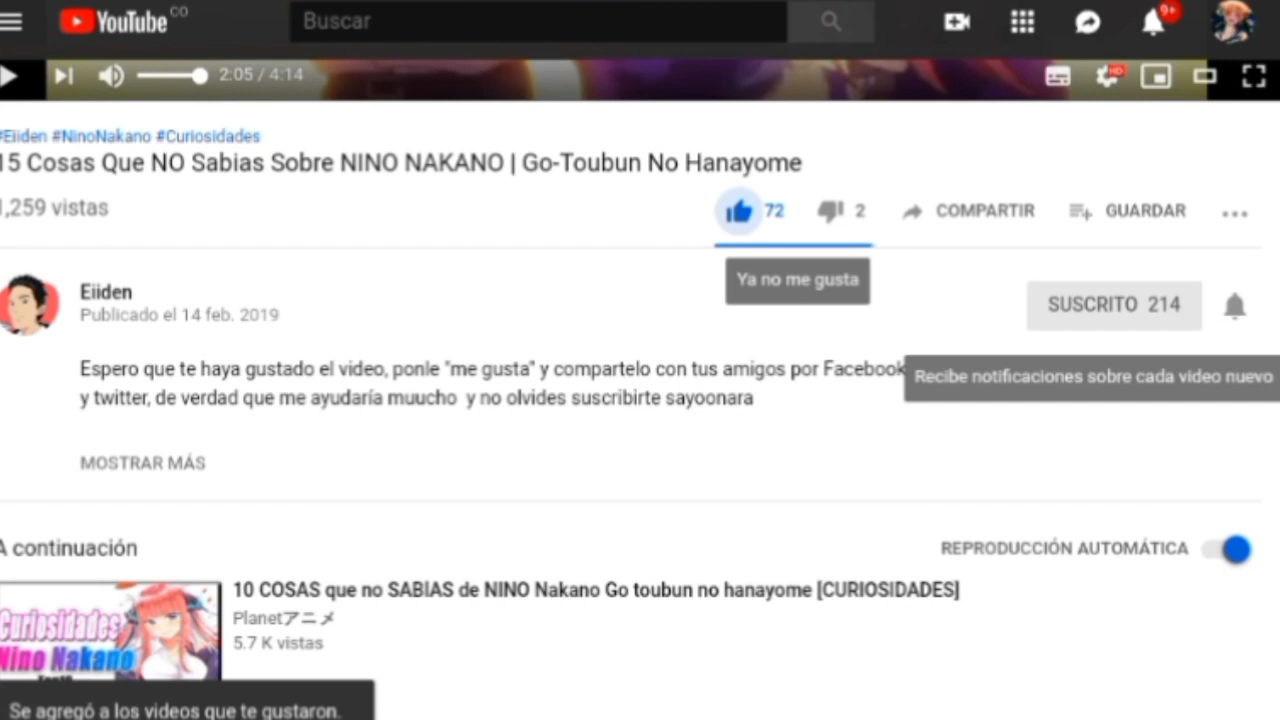 YouTube CO
Buscar
9+
2:05 / 4:14
HD
#Eiiden #NinoNakano #Curiosidades
15 Cosas Que NO Sabias Sobre NINO NAKANO | Go-Toubun No Hanayome
1,259 vistas
72
2
COMPARTIR
GUARDAR
Ya no me gusta
Eiiden
Publicado el 14 feb. 2019
SUSCRITO 214
Espero que te haya gustado el video, ponle "me gusta" y compartelo con tus amigos por Facebook
y twitter, de verdad que me ayudaría muucho y no olvides suscribirte sayoonara
Recibe notificaciones sobre cada video nuevo
MOSTRAR MÁS
A continuación
REPRODUCCIÓN AUTOMÁTICA
10 COSAS que no SABIAS de NINO Nakano Go toubun no hanayome [CURIOSIDADES]
Planetアニメ
5.7 K vistas
Curiosidades
Nino Nakano
Se agregó a los videos que te gustaron.